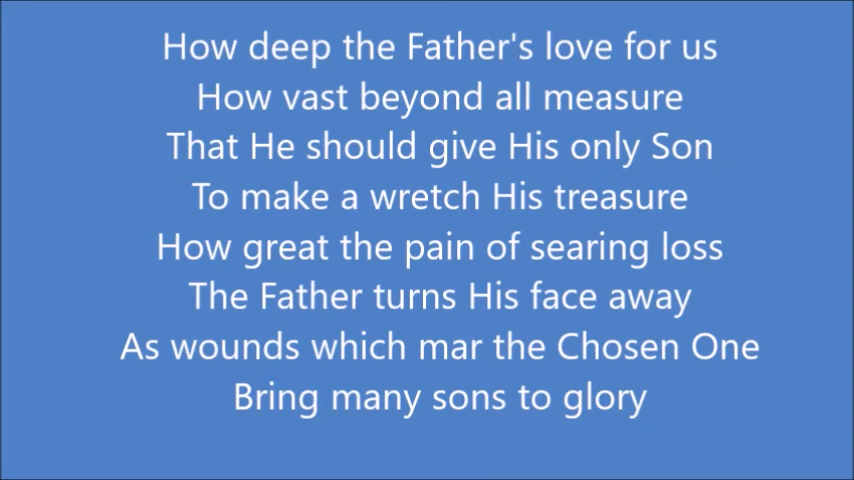 How deep the Father's love for us
How vast beyond all measure
That He should give His only Son
To make a wretch His treasure
How great the pain of searing loss
The Father turns His face away
As wounds which mar the Chosen One
Bring many sons to glory